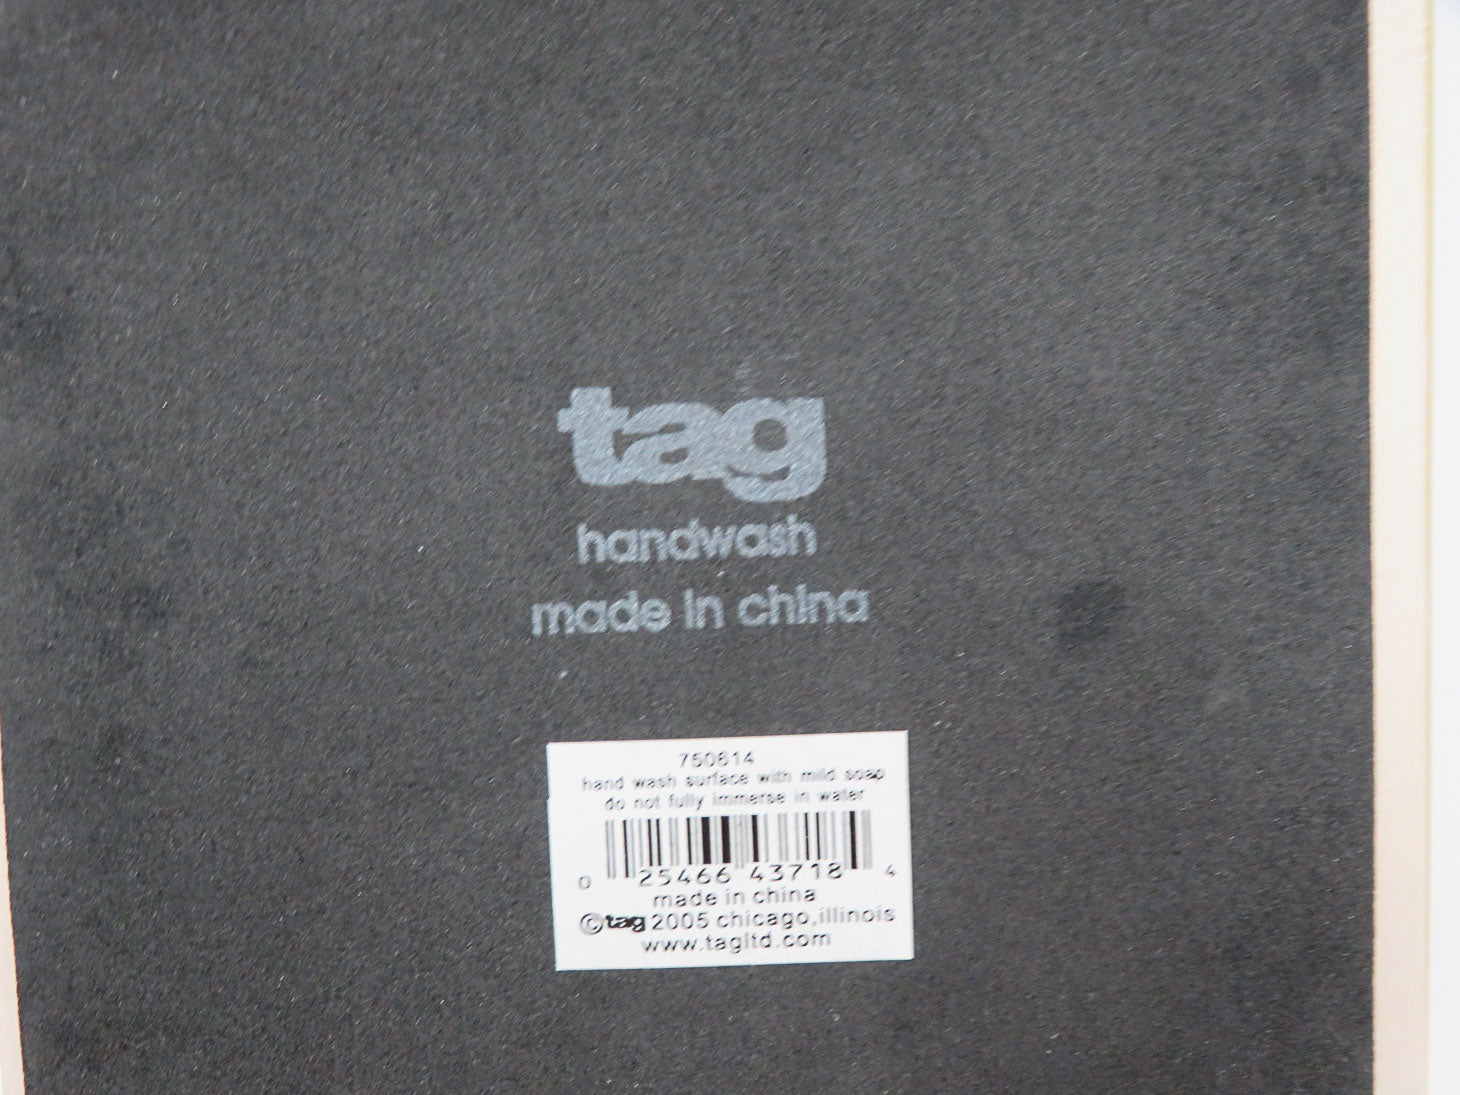 tag
handwash
made in china
750614
hand wash surface with mild soap
do not fully immerse in water
0 25466 43718 4
made in china
©tag 2005 chicago, illinois
www.tagltd.com